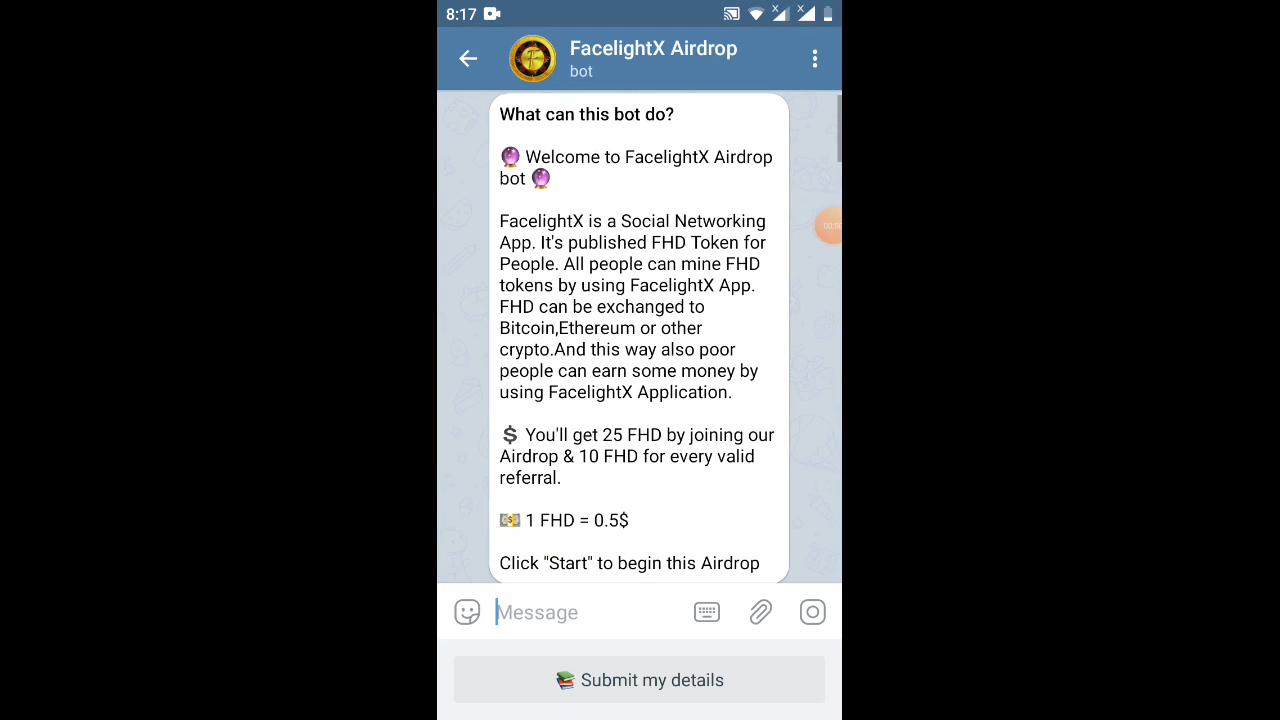 8:17
FacelightX Airdrop
bot
What can this bot do?
🔮 Welcome to FacelightX Airdrop
bot 🔮
FacelightX is a Social Networking
App. It's published FHD Token for
People. All people can mine FHD
tokens by using FacelightX App.
FHD can be exchanged to
Bitcoin,Ethereum or other
crypto.And this way also poor
people can earn some money by
using FacelightX Application.
💲 You'll get 25 FHD by joining our
Airdrop & 10 FHD for every valid
referral.
💵 1 FHD = 0.5$
Click "Start" to begin this Airdrop
Message
📚 Submit my details